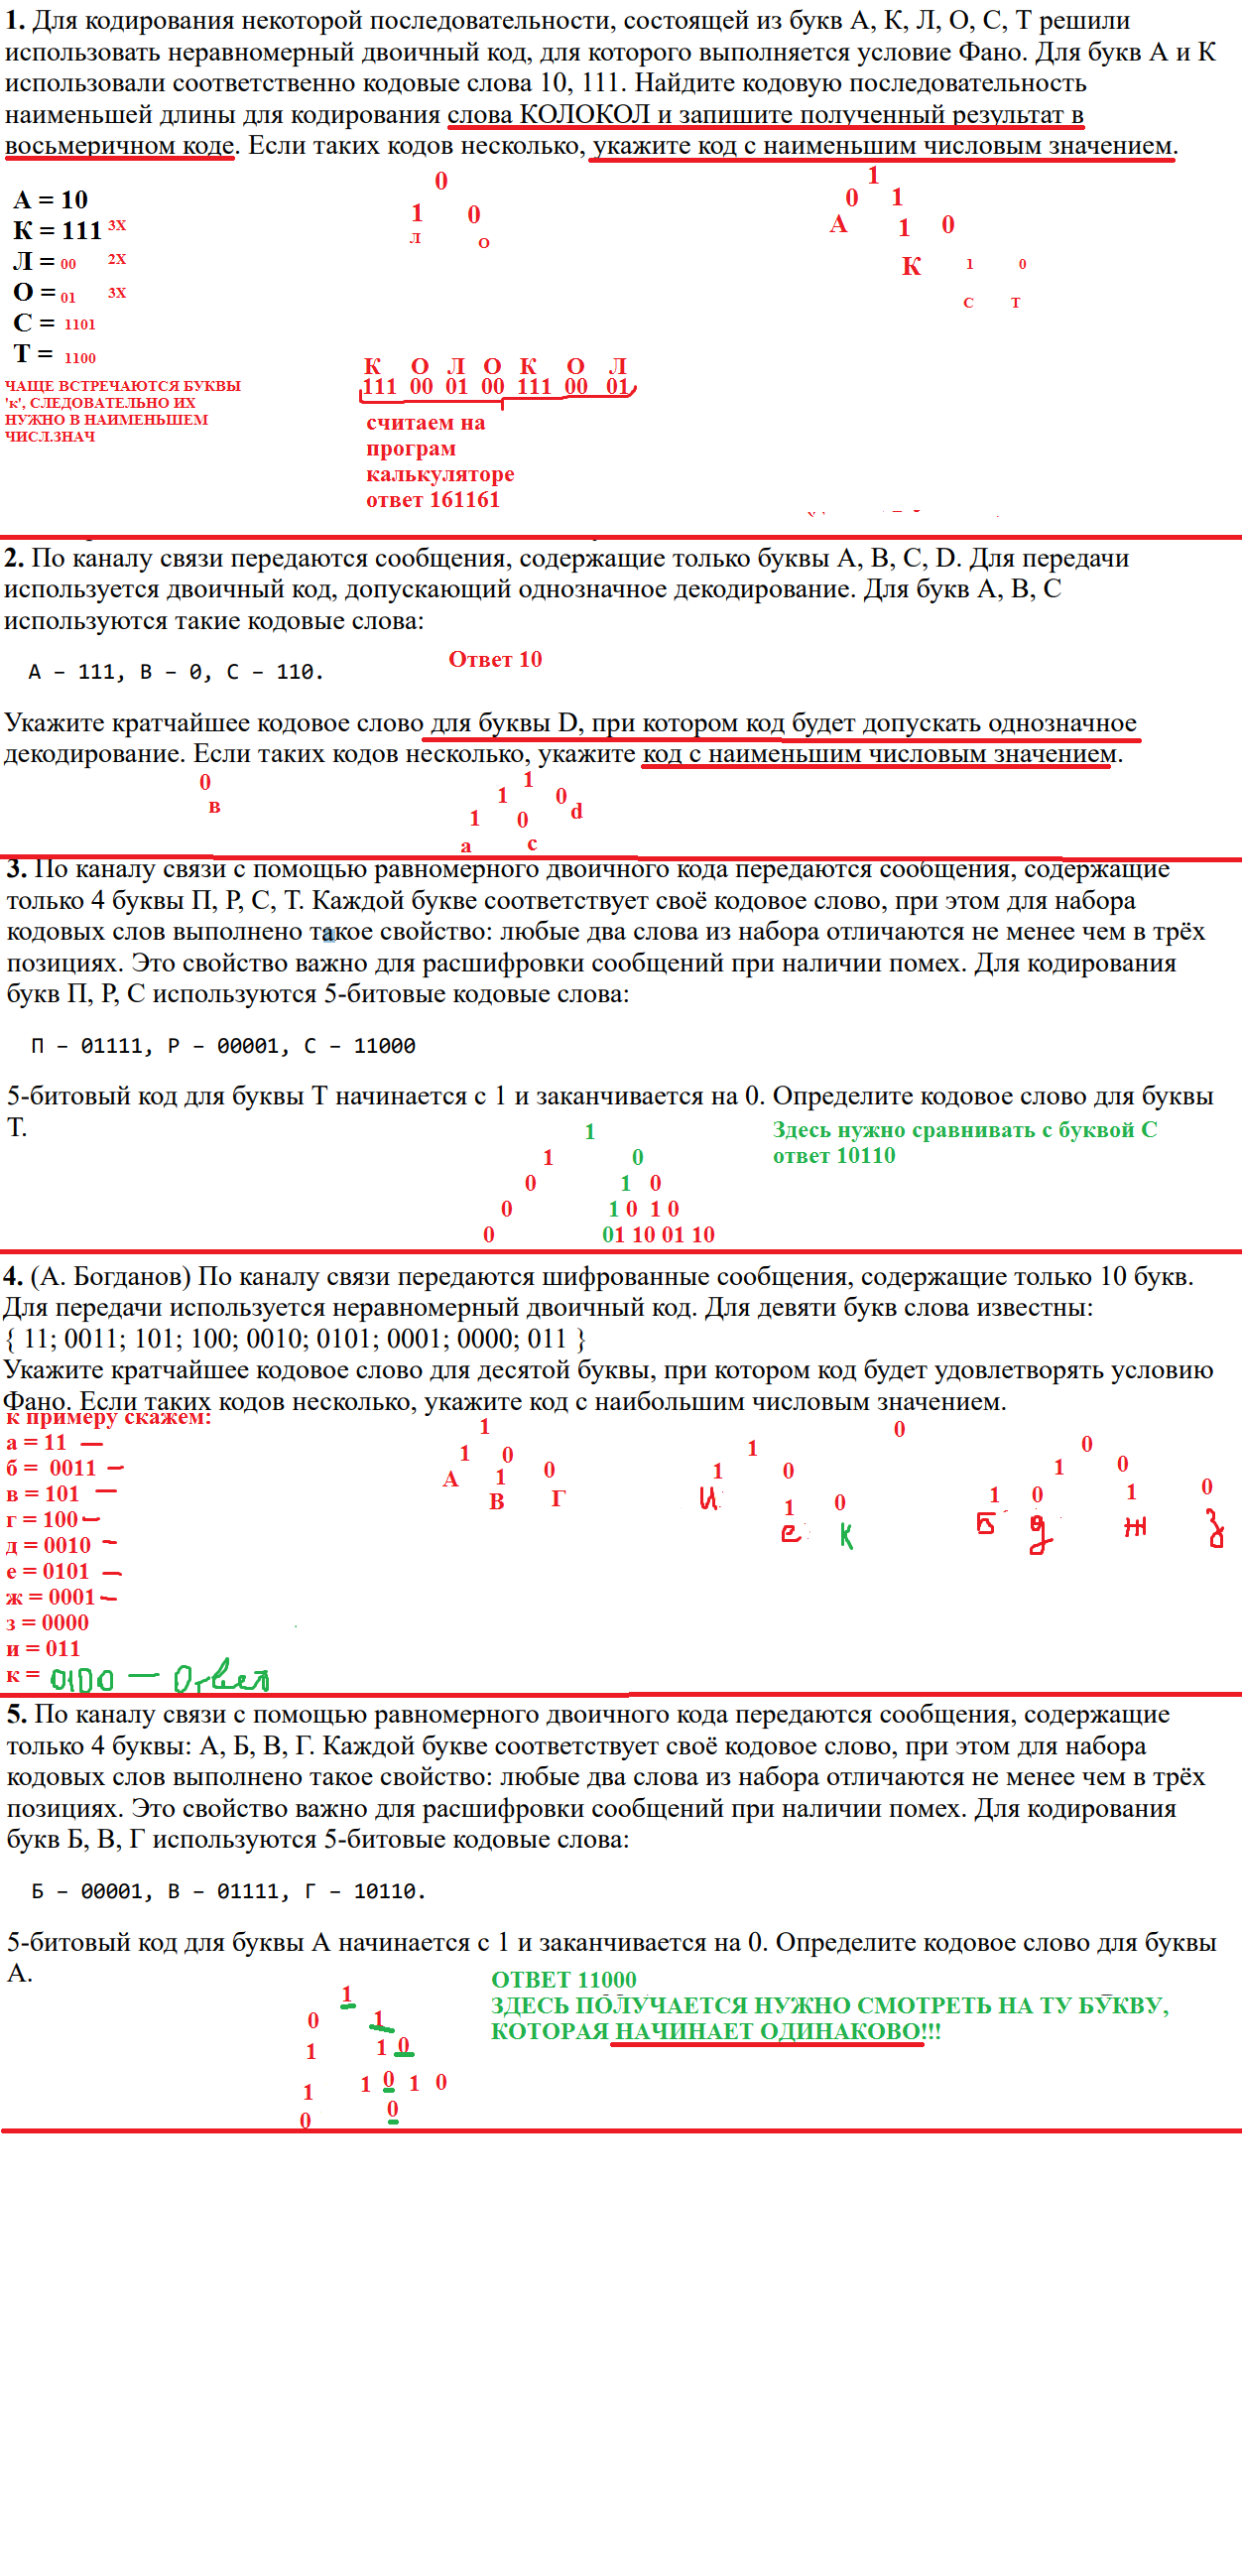 1. Для кодирования некоторой последовательности, состоящей из букв А, К, Л, О, С, Т решили
использовать неравномерный двоичный код, для которого выполняется условие Фано. Для букв А и К
использовали соответственно кодовые слова 10, 111. Найдите кодовую последовательность
наименьшей длины для кодирования слова КОЛОКОЛ и запишите полученный результат в
восьмеричном коде. Если таких кодов несколько, укажите код с наименьшим числовым значением.
А = 10
К = 111 3X
Л = 00 2X
О = 01 3X
С = 1101
Т = 1100
ЧАЩЕ ВСТРЕЧАЮТСЯ БУКВЫ
'к', СЛЕДОВАТЕЛЬНО ИХ
НУЖНО В НАИМЕНЬШЕМ
ЧИСЛ.ЗНАЧ
0
1 0
Л О
1
0 1
А 1 0
К 1 0
С Т
К О Л О К О Л
111 00 01 00 111 00 01
считаем на
програм
калькуляторе
ответ 161161
2. По каналу связи передаются сообщения, содержащие только буквы А, B, С, D. Для передачи
используется двоичный код, допускающий однозначное декодирование. Для букв А, B, C
используются такие кодовые слова:
А – 111, B – 0, C – 110.
Ответ 10
Укажите кратчайшее кодовое слово для буквы D, при котором код будет допускать однозначное
декодирование. Если таких кодов несколько, укажите код с наименьшим числовым значением.
0
в
1
1 0
1 0 d
а с
3. По каналу связи с помощью равномерного двоичного кода передаются сообщения, содержащие
только 4 буквы П, Р, С, Т. Каждой букве соответствует своё кодовое слово, при этом для набора
кодовых слов выполнено такое свойство: любые два слова из набора отличаются не менее чем в трёх
позициях. Это свойство важно для расшифровки сообщений при наличии помех. Для кодирования
букв П, Р, С используются 5-битовые кодовые слова:
П – 01111, Р – 00001, С – 11000
5-битовый код для буквы Т начинается с 1 и заканчивается на 0. Определите кодовое слово для буквы
Т.
1
1 0
0 1 0
0 1 0 1 0
0 01 10 01 10
Здесь нужно сравнивать с буквой С
ответ 10110
4. (А. Богданов) По каналу связи передаются шифрованные сообщения, содержащие только 10 букв.
Для передачи используется неравномерный двоичный код. Для девяти букв слова известны:
{ 11; 0011; 101; 100; 0010; 0101; 0001; 0000; 011 }
Укажите кратчайшее кодовое слово для десятой буквы, при котором код будет удовлетворять условию
Фано. Если таких кодов несколько, укажите код с наибольшим числовым значением.
к примеру скажем:
а = 11 —
б = 0011 —
в = 101 —
г = 100 —
д = 0010 —
е = 0101 —
ж = 0001 —
з = 0000
и = 011
к = 0100 — Ответ
1
1 0
А 1 0
В Г
0
1
1 0
И 1 0
е К
0
1 0
1 0 1 0
Б д ж з
5. По каналу связи с помощью равномерного двоичного кода передаются сообщения, содержащие
только 4 буквы: А, Б, В, Г. Каждой букве соответствует своё кодовое слово, при этом для набора
кодовых слов выполнено такое свойство: любые два слова из набора отличаются не менее чем в трёх
позициях. Это свойство важно для расшифровки сообщений при наличии помех. Для кодирования
букв Б, В, Г используются 5-битовые кодовые слова:
Б – 00001, В – 01111, Г – 10110.
5-битовый код для буквы А начинается с 1 и заканчивается на 0. Определите кодовое слово для буквы
А.
1
0 1
1 1 0
1 1 0 1 0
0 0
ОТВЕТ 11000
ЗДЕСЬ ПОЛУЧАЕТСЯ НУЖНО СМОТРЕТЬ НА ТУ БУКВУ,
КОТОРАЯ НАЧИНАЕТ ОДИНАКОВО!!!